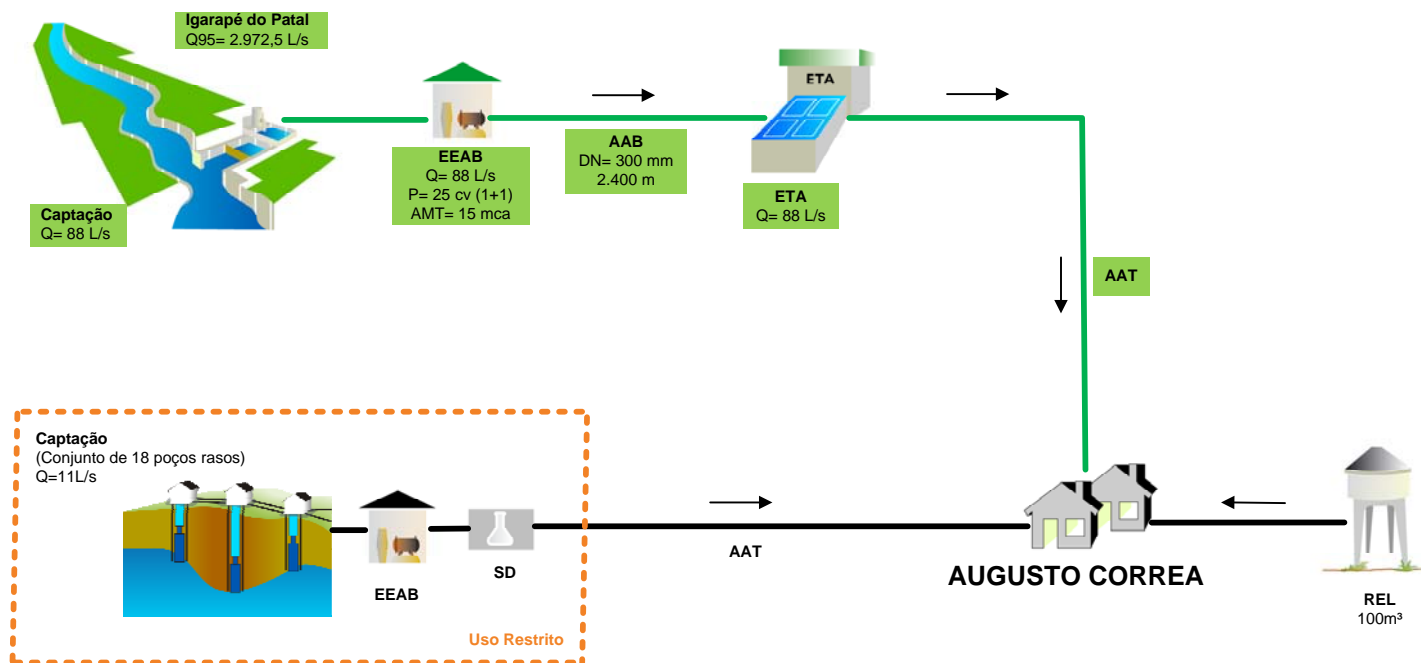 Igarapé do Patal
Q95= 2.972,5 L/s
Captação
Q= 88 L/s
EEAB
Q= 88 L/s
P= 25 cv (1+1)
AMT= 15 mca
AAB
DN= 300 mm
2.400 m
ETA
ETA
Q= 88 L/s
AAT
Captação
(Conjunto de 18 poços rasos)
Q=11L/s
EEAB
SD
Uso Restrito
AAT
AUGUSTO CORREA
REL
100m³